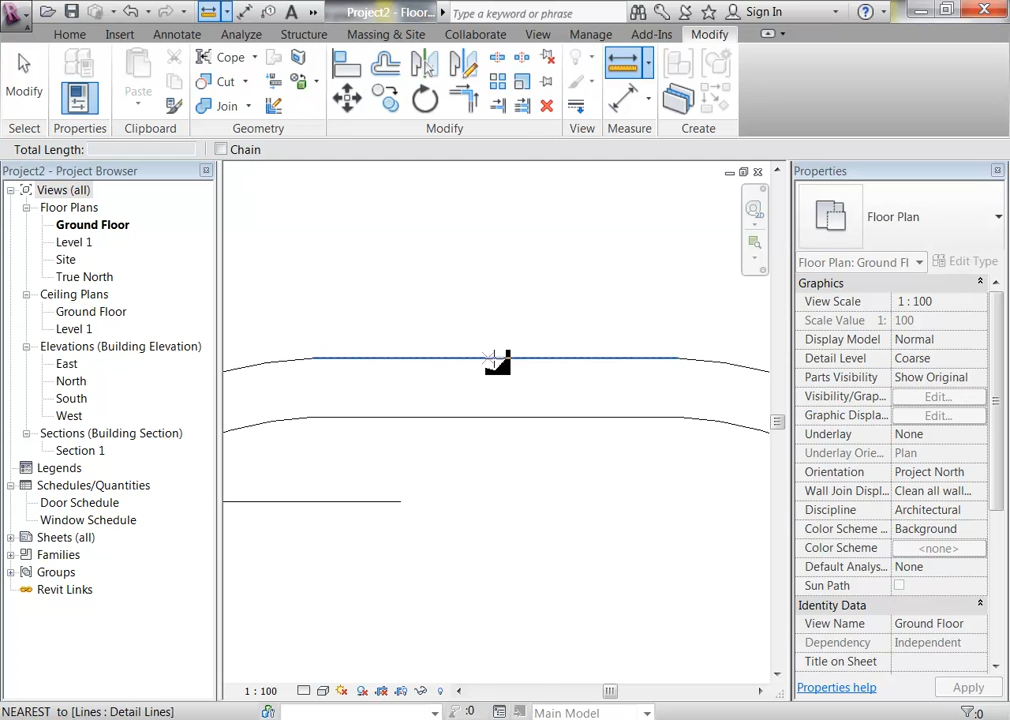 Project2 - Floor...
Type a keyword or phrase
Sign In
Home
Insert
Annotate
Analyze
Structure
Massing & Site
Collaborate
View
Manage
Add-Ins
Modify
Modify
Paste
Cope
Cut
Join
Select
Properties
Clipboard
Geometry
Modify
View
Measure
Create
Total Length:
Chain
Project2 - Project Browser
Views (all)
Floor Plans
Ground Floor
Level 1
Site
True North
Ceiling Plans
Ground Floor
Level 1
Elevations (Building Elevation)
East
North
South
West
Sections (Building Section)
Section 1
Legends
Schedules/Quantities
Door Schedule
Window Schedule
Sheets (all)
Families
Groups
Revit Links
2D
Properties
Floor Plan
Floor Plan: Ground Fl
Edit Type
Graphics
View Scale 1 : 100
Scale Value 1: 100
Display Model Normal
Detail Level Coarse
Parts Visibility Show Original
Visibility/Grap... Edit...
Graphic Displa... Edit...
Underlay None
Underlay Orie... Plan
Orientation Project North
Wall Join Displ... Clean all wall...
Discipline Architectural
Color Scheme ... Background
Color Scheme <none>
Default Analys... None
Sun Path
Identity Data
View Name Ground Floor
Dependency Independent
Title on Sheet
Properties help
Apply
1 : 100
NEAREST to [Lines : Detail Lines]
:0
Main Model
:0